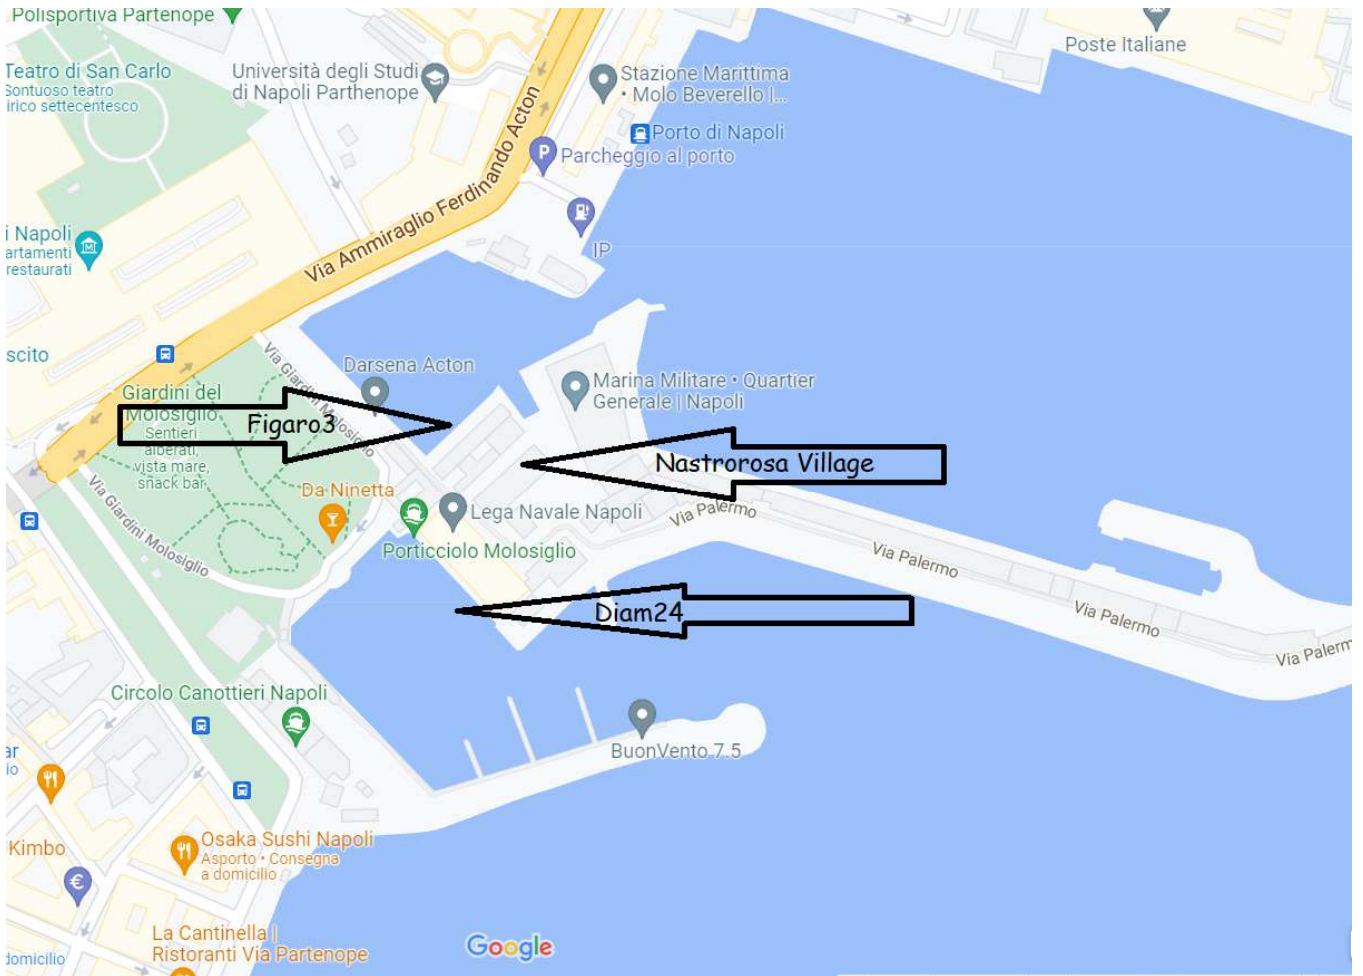 Polisportiva Partenope
Poste Italiane
Teatro di San Carlo
Sontuoso teatro
irico settecentesco
Università degli Studi
di Napoli Parthenope
Stazione Marittima
• Molo Beverello |...
Porto di Napoli
P
Parcheggio al porto
Via Ammiraglio Ferdinando Acton
i Napoli
artamenti
restaurati
IP
scito
Via Giardini Molosiglio
Darsena Acton
Marina Militare • Quartier
Generale | Napoli
Giardini del
Molosiglio
Sentieri
alberati,
vista mare,
snack bar
Figaro3
Nastrorosa Village
Da Ninetta
Via Giardini Molosiglio
Lega Navale Napoli
Via Palermo
Porticciolo Molosiglio
Via Palermo
Diam24
Via Palermo
Via Palerm
Circolo Canottieri Napoli
BuonVento 7.5
ar
io
Kimbo
€
Osaka Sushi Napoli
Asporto • Consegna
a domicilio
La Cantinella |
Ristoranti Via Partenope
domicilio
Google